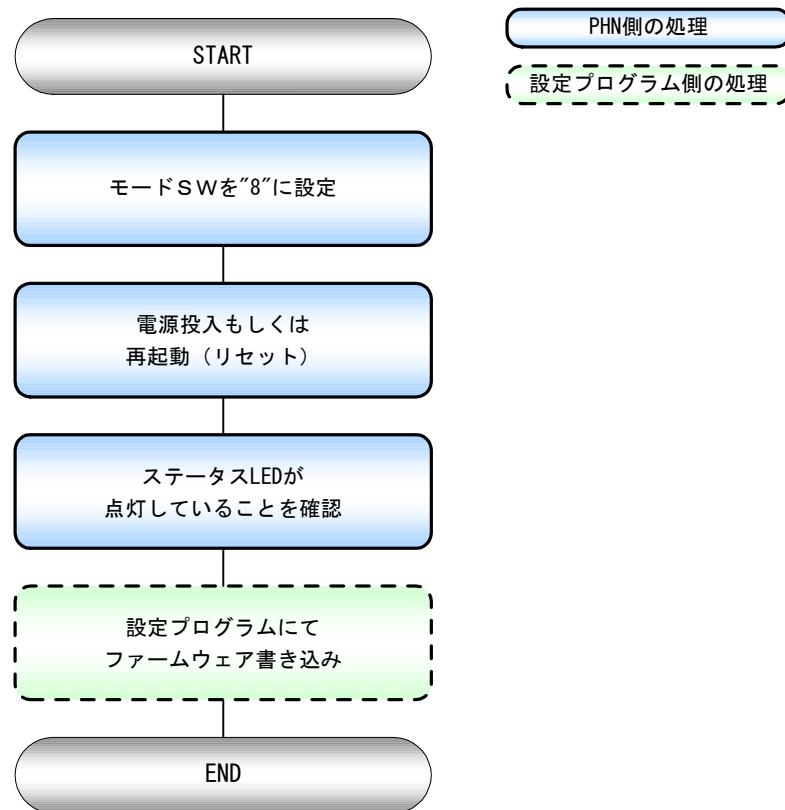 START
PHN側の処理
設定プログラム側の処理
モードＳＷを"8"に設定
電源投入もしくは
再起動（リセット）
ステータスLEDが
点灯していることを確認
設定プログラムにて
ファームウェア書き込み
END